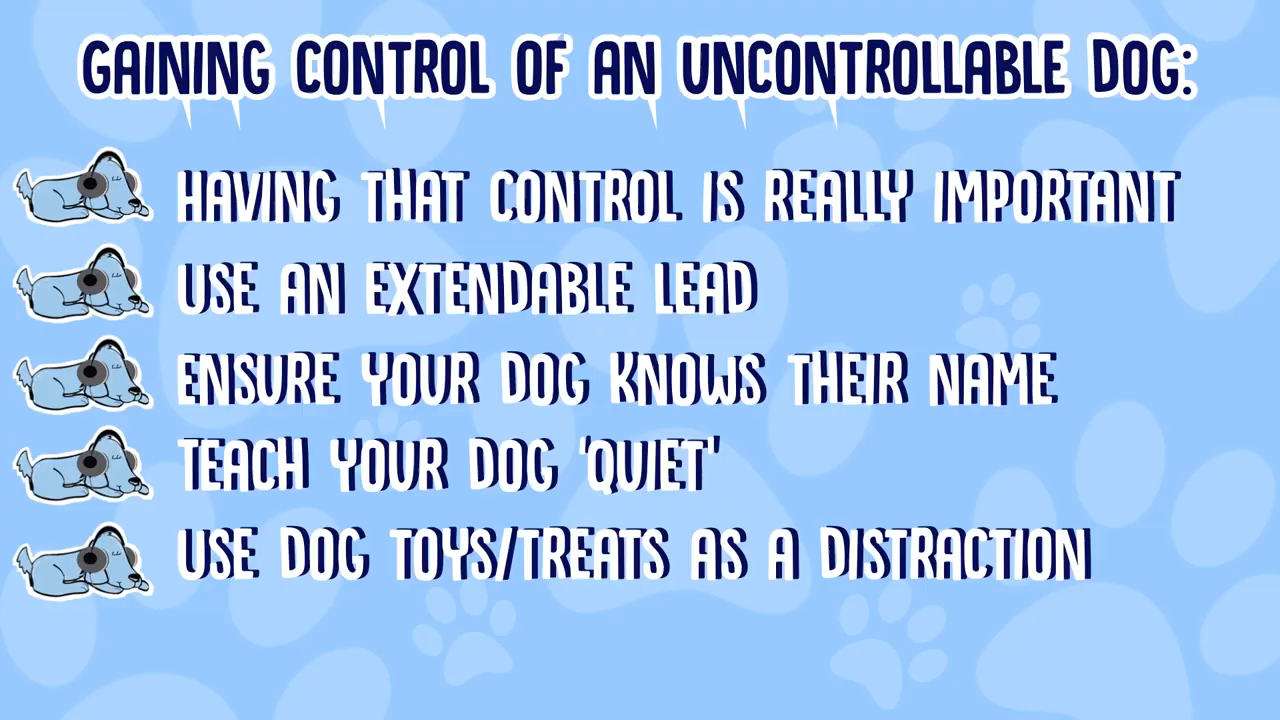 GAINING CONTROL OF AN UNCONTROLLABLE DOG:
HAVING THAT CONTROL IS REALLY IMPORTANT
USE AN EXTENDABLE LEAD
ENSURE YOUR DOG KNOWS THEIR NAME
TEACH YOUR DOG 'QUIET'
USE DOG TOYS/TREATS AS A DISTRACTION